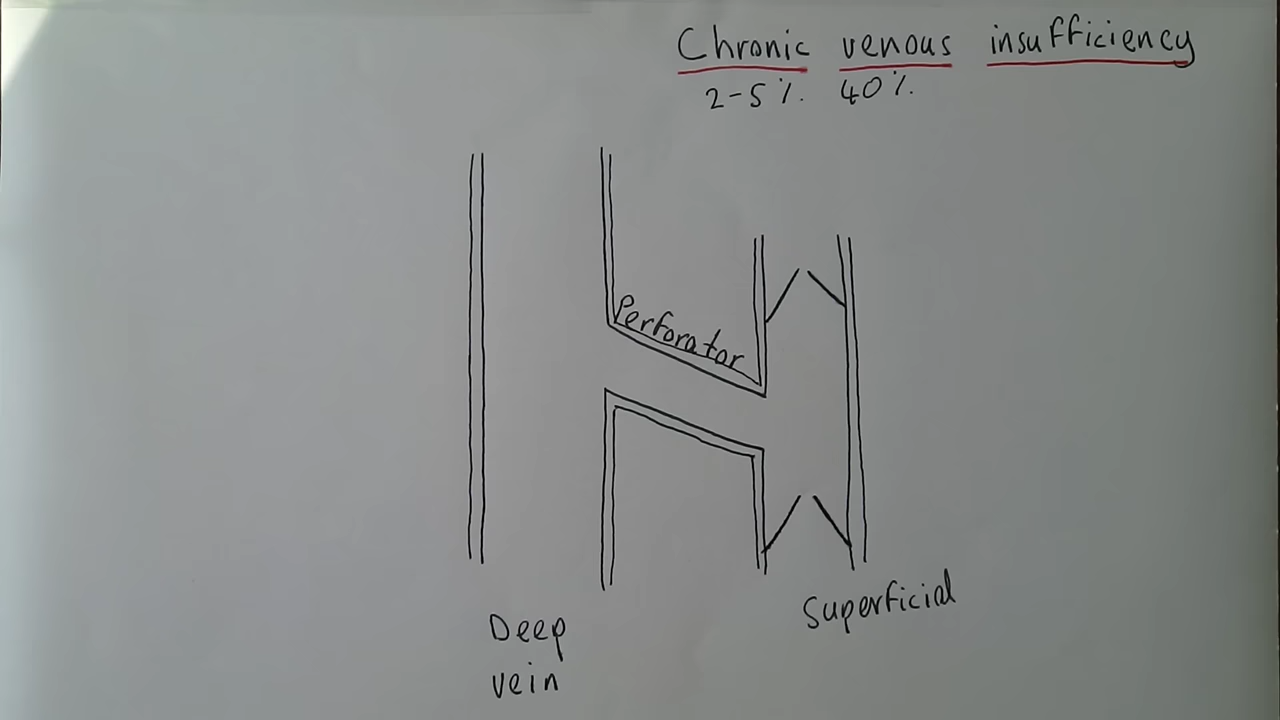 Chronic venous insufficiency
2-5%. 40%.
Perforator
Superficial
Deep
vein